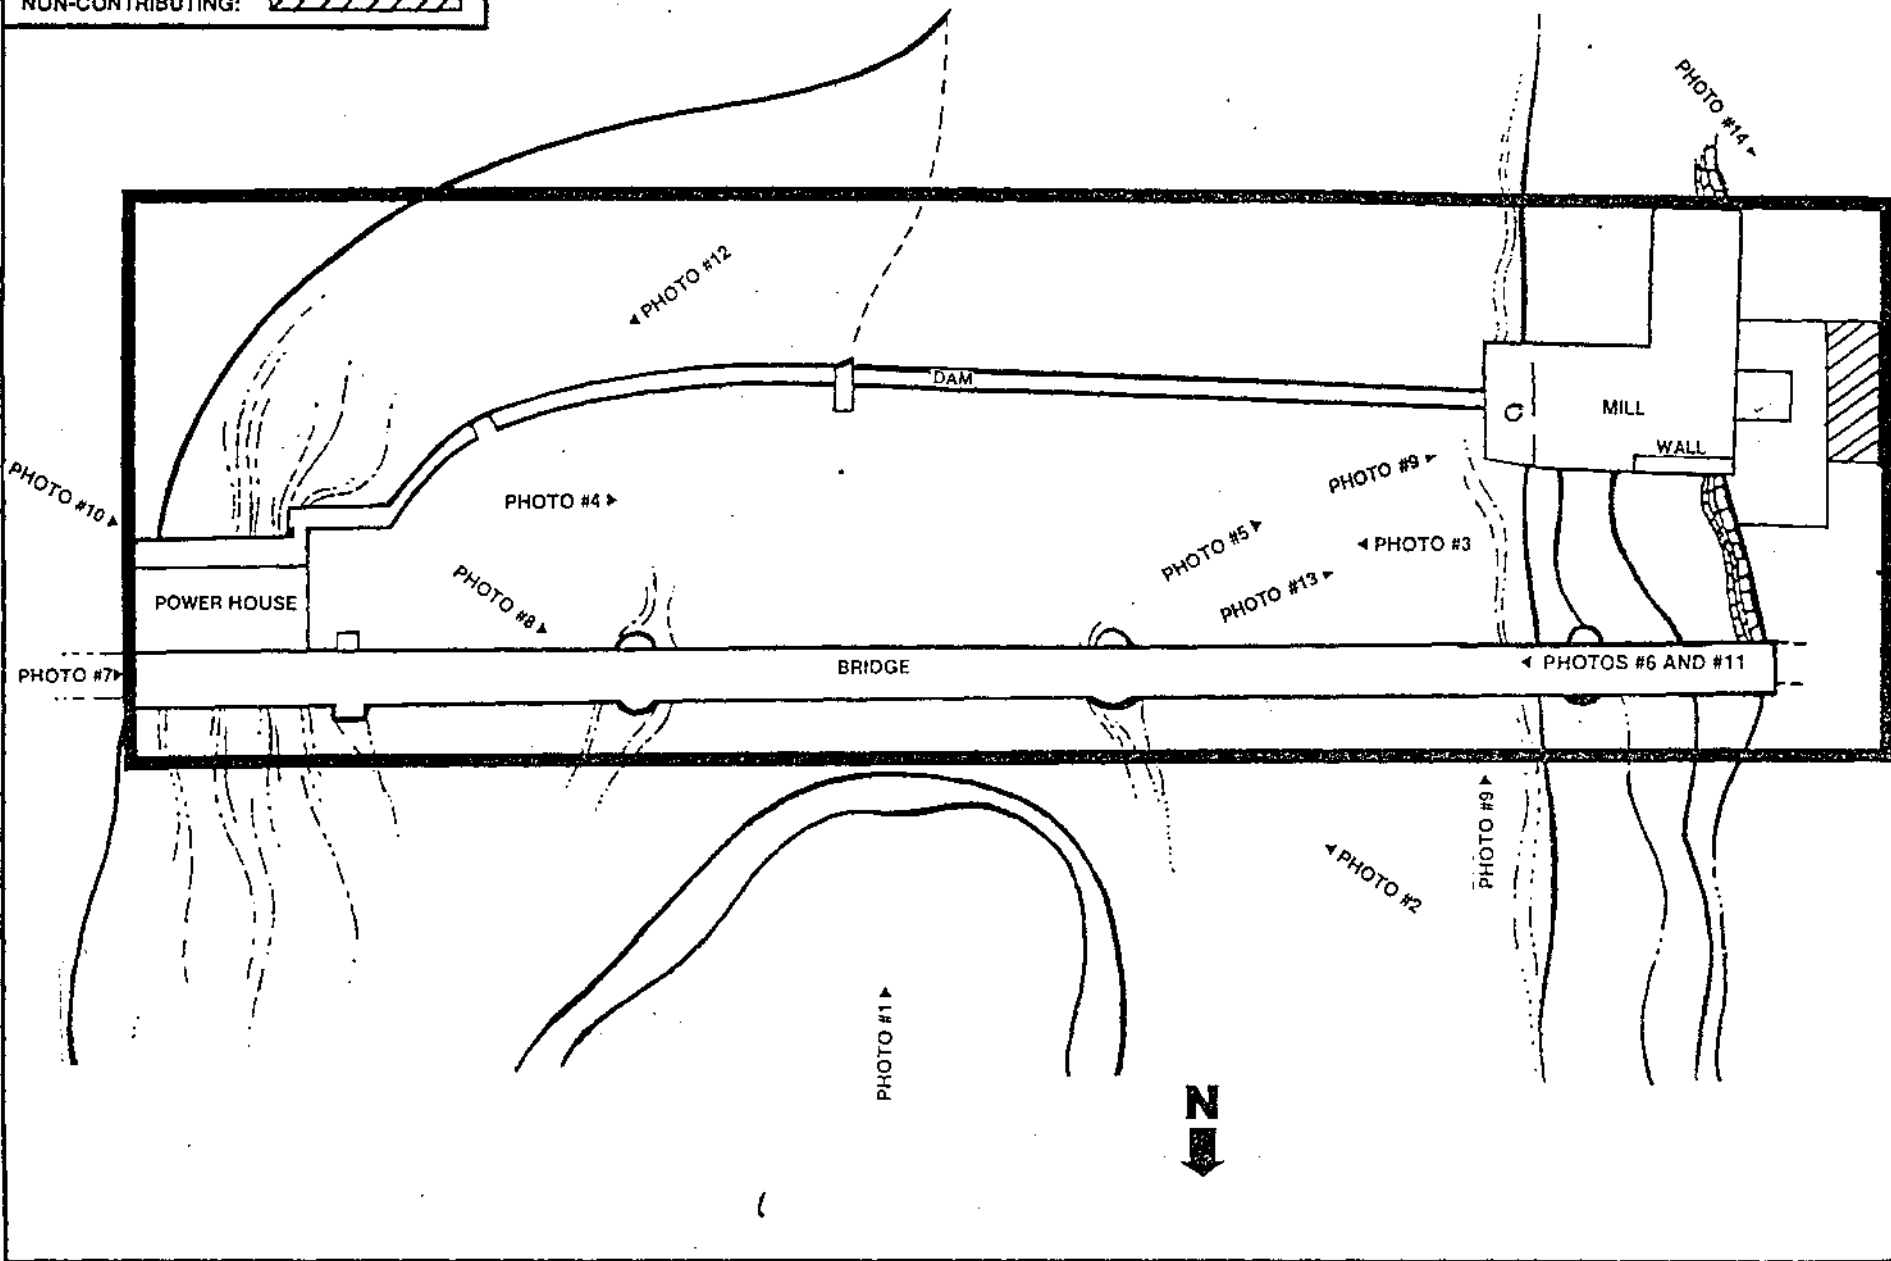 NON-CONTRIBUTING:
PHOTO #14
PHOTO #12
DAM
MILL
WALL
PHOTO #9
PHOTO #10
PHOTO #4
PHOTO #5
PHOTO #3
PHOTO #8
PHOTO #13
POWER HOUSE
BRIDGE
PHOTOS #6 AND #11
PHOTO #7
PHOTO #9
PHOTO #2
PHOTO #1
N